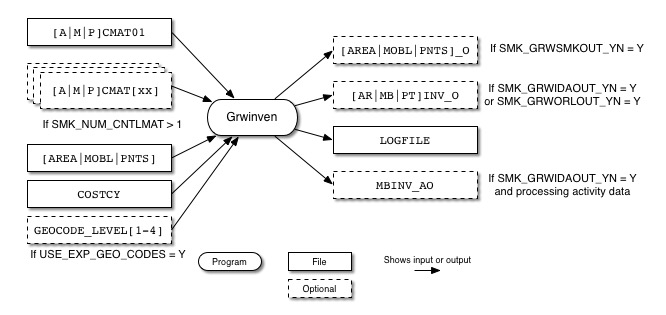 [A|M|P]CMAT01
[A|M|P]CMAT[xx]
If SMK_NUM_CNTLMAT > 1
[AREA|MOBL|PNTS]
COSTCY
GEOCODE_LEVEL[1-4]
If USE_EXP_GEO_CODES = Y
Grwinven
[AREA|MOBL|PNTS]_O
If SMK_GRWSMKOUT_YN = Y
[AR|MB|PT]INV_O
If SMK_GRWIDAOUT_YN = Y
or SMK_GRWORLOUT_YN = Y
LOGFILE
MBINV_AO
If SMK_GRWIDAOUT_YN = Y
and processing activity data
Program
File
Optional
Shows input or output